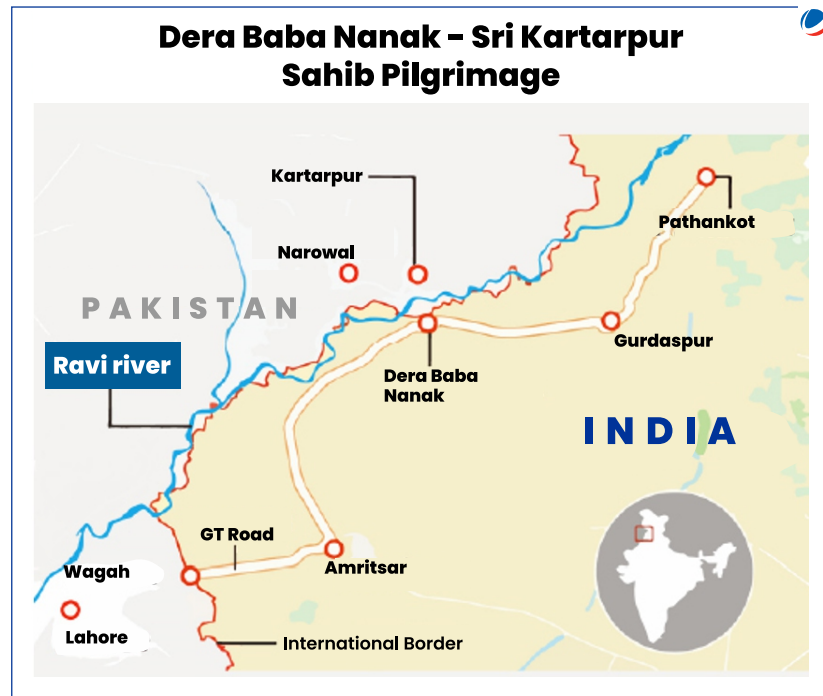 Dera Baba Nanak – Sri Kartarpur
Sahib Pilgrimage
Kartarpur
Pathankot
Narowal
PAKISTAN
Gurdaspur
Ravi river
Dera Baba
Nanak
INDIA
GT Road
Amritsar
Wagah
Lahore
International Border